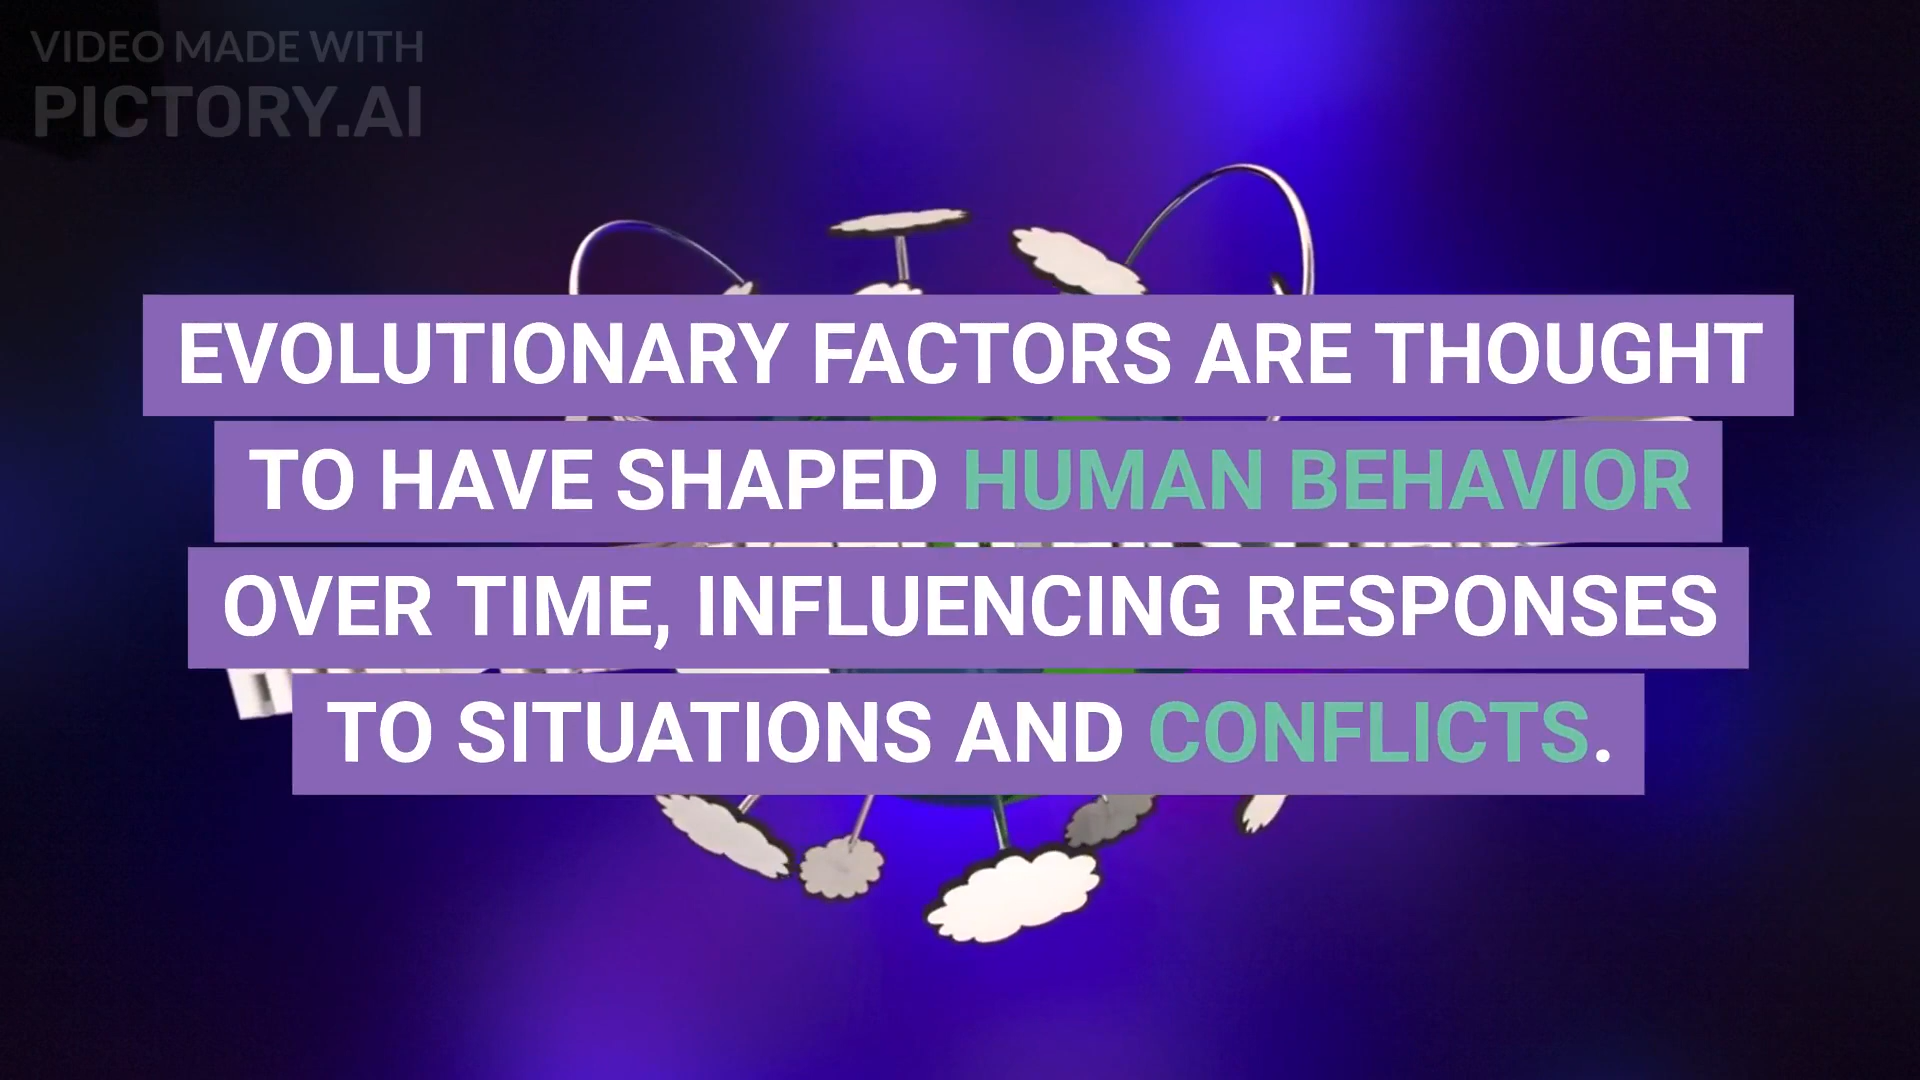 VIDEO MADE WITH
PICTORY.AI
EVOLUTIONARY FACTORS ARE THOUGHT
TO HAVE SHAPED HUMAN BEHAVIOR
OVER TIME, INFLUENCING RESPONSES
TO SITUATIONS AND CONFLICTS.